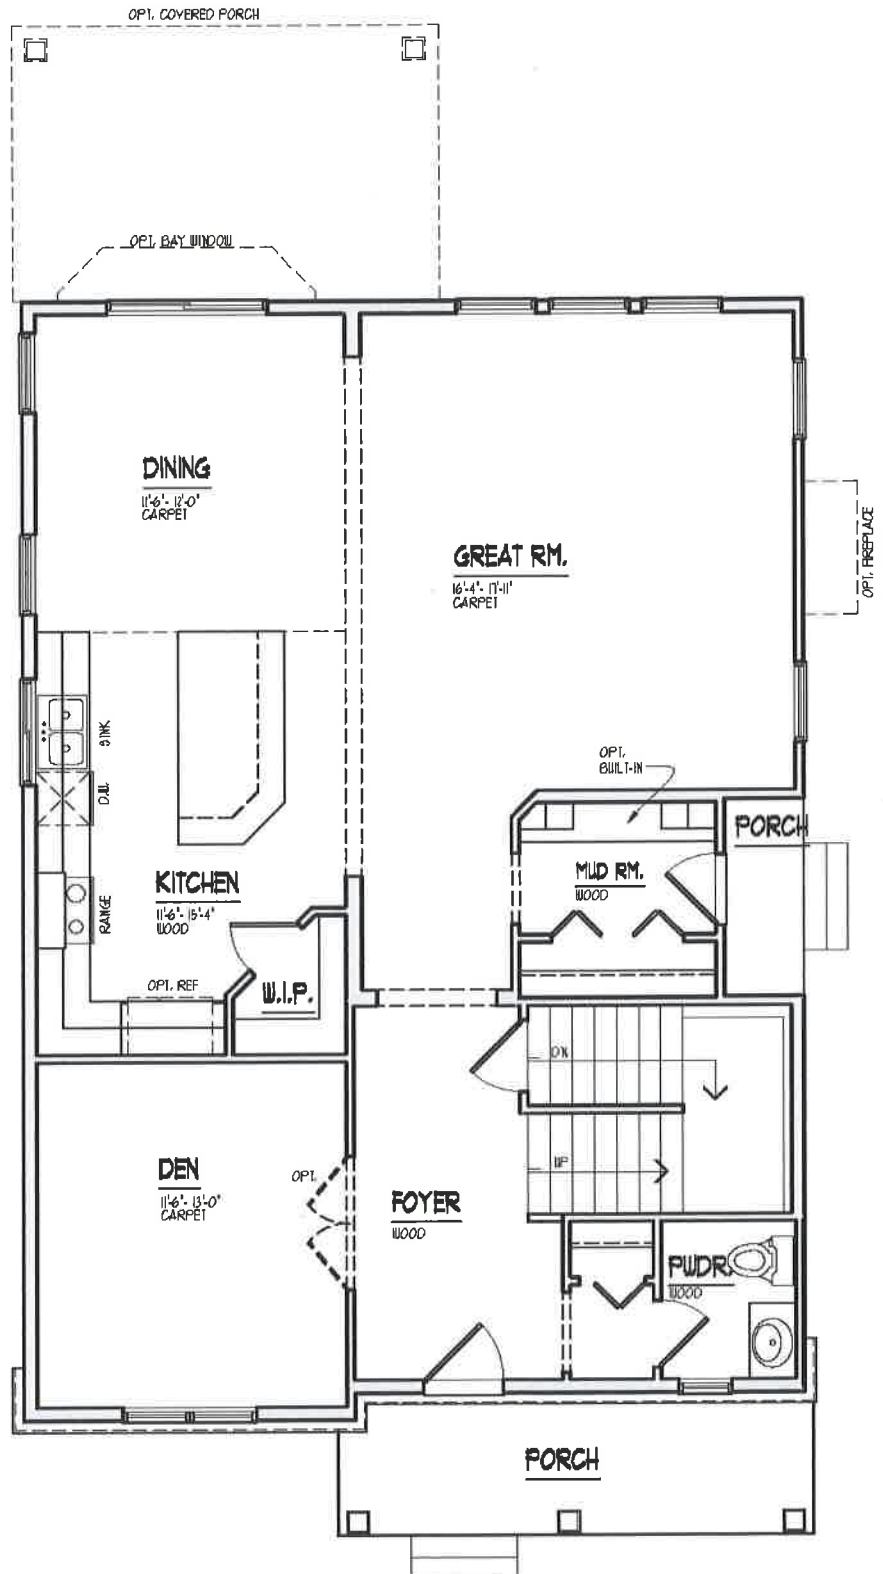 OPT. COVERED PORCH
OPT. BAY WINDOW
DINING
11'-6"- 12'-0"
CARPET
GREAT RM.
16'-4"- 17'-11"
CARPET
OPT. FIREPLACE
SINK
D.W.
RANGE
OPT.
BUILT-IN
PORCH
KITCHEN
11'-6"- 15'-4"
WOOD
MUD RM.
WOOD
OPT. REF
W.I.P.
DN
DEN
11'-6"- 13'-0"
CARPET
OPT.
UP
FOYER
WOOD
PWDR.
WOOD
PORCH